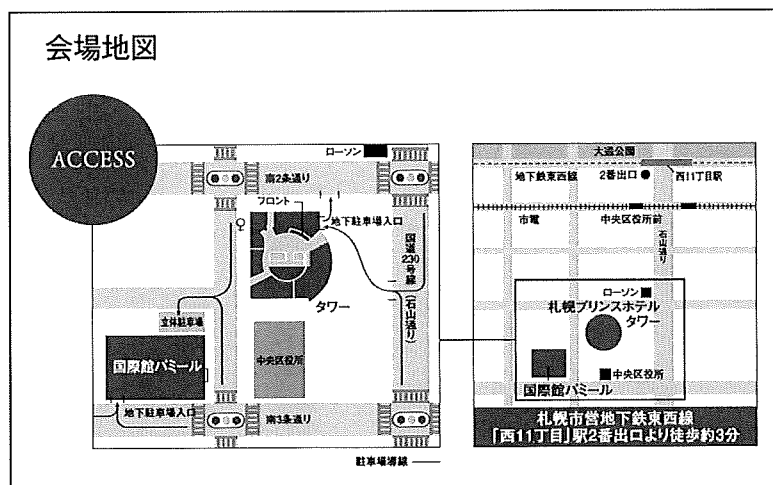 会場地図
ACCESS
ローソン
南2条通り
フロント
地下駐車場入口
国道230号線
(石山通り)
タワー
立体駐車場
国際館パミール
中央区役所
地下駐車場入口
南3条通り
駐車場導線
大通公園
地下鉄東西線
2番出口
西11丁目駅
市電
中央区役所前
石山通り
ローソン
札幌プリンスホテル
タワー
中央区役所
国際館パミール
札幌市営地下鉄東西線
「西11丁目」駅2番出口より徒歩約3分